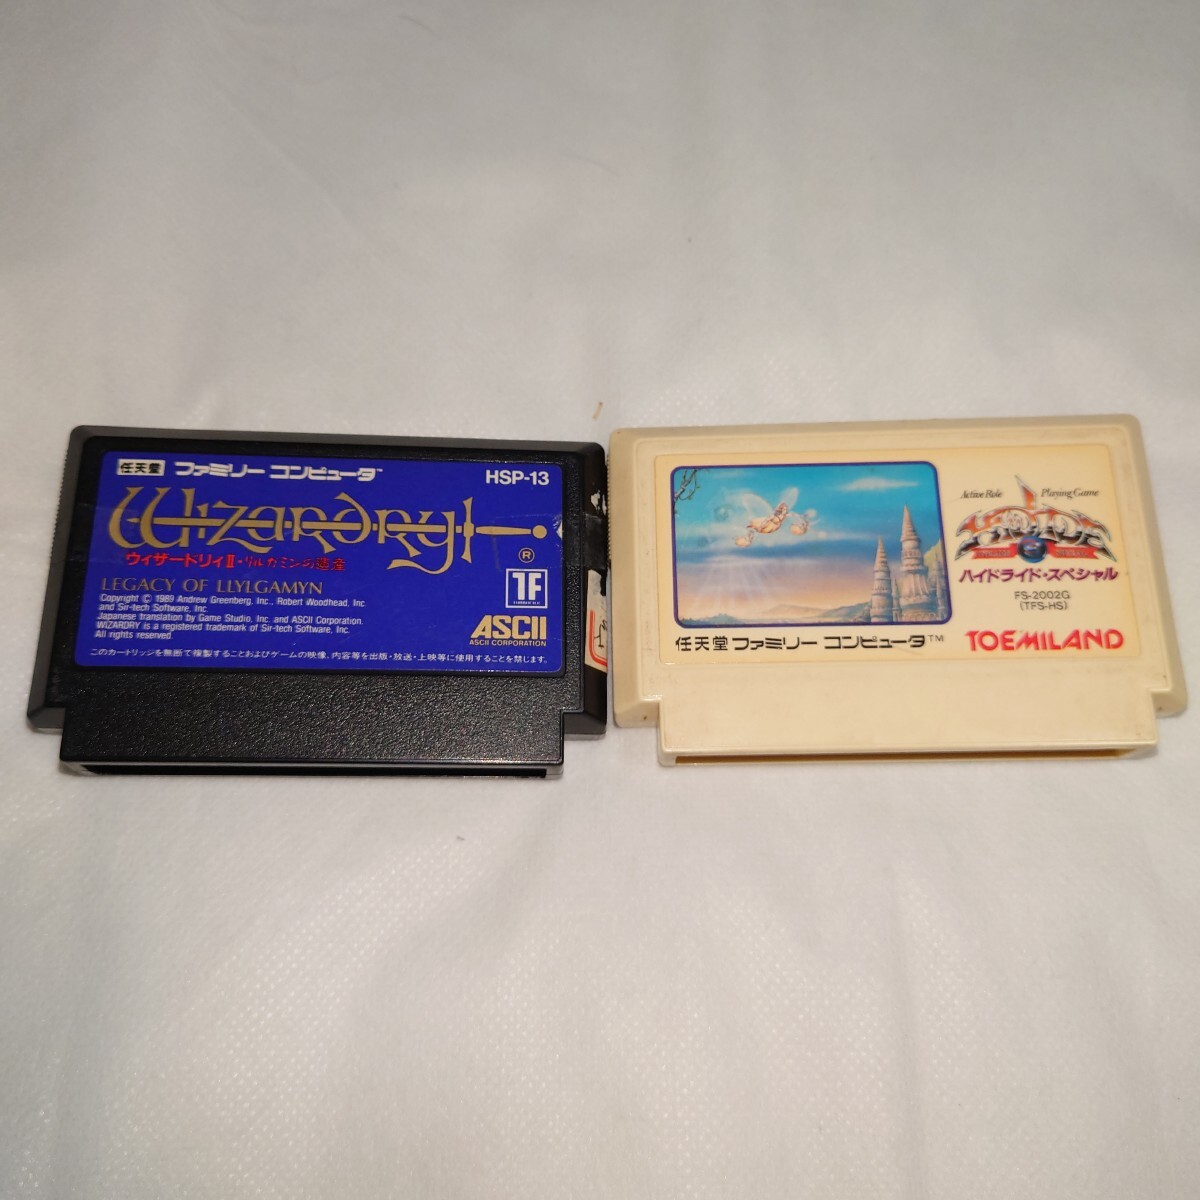 任天堂 ファミリー コンピュータ™
HSP-13
Wizardry
®
ウィザードリィⅡ・リルガミンの遺産
LEGACY OF LLYLGAMYN
Copyright © 1989 Andrew Greenberg, Inc., Robert Woodhead, Inc.
and Sir-tech Software, Inc.
Japanese translation by Game Studio, Inc. and ASCII Corporation.
WIZARDRY is a registered trademark of Sir-tech Software, Inc.
All rights reserved.
1F
ASCII
ASCII CORPORATION
このカートリッジを無断で複製することおよびゲームの映像、内容等を出版・放送・上映等に使用することを禁じます。
Active Role Playing Game
ハイドライド・スペシャル
FS-2002G
(TFS-HS)
任天堂 ファミリー コンピュータ™
TOEMILAND